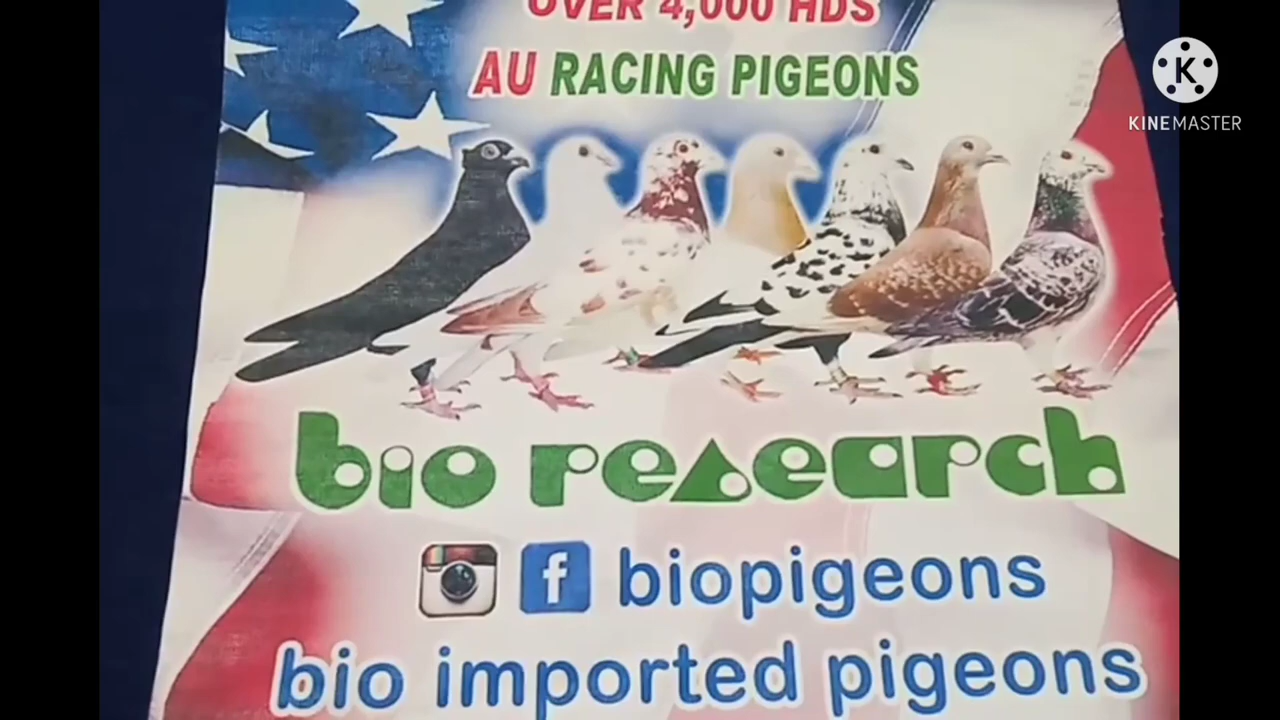 OVER 4,000 HDS
AU RACING PIGEONS
K
KINEMASTER
bio research
f biopigeons
bio imported pigeons